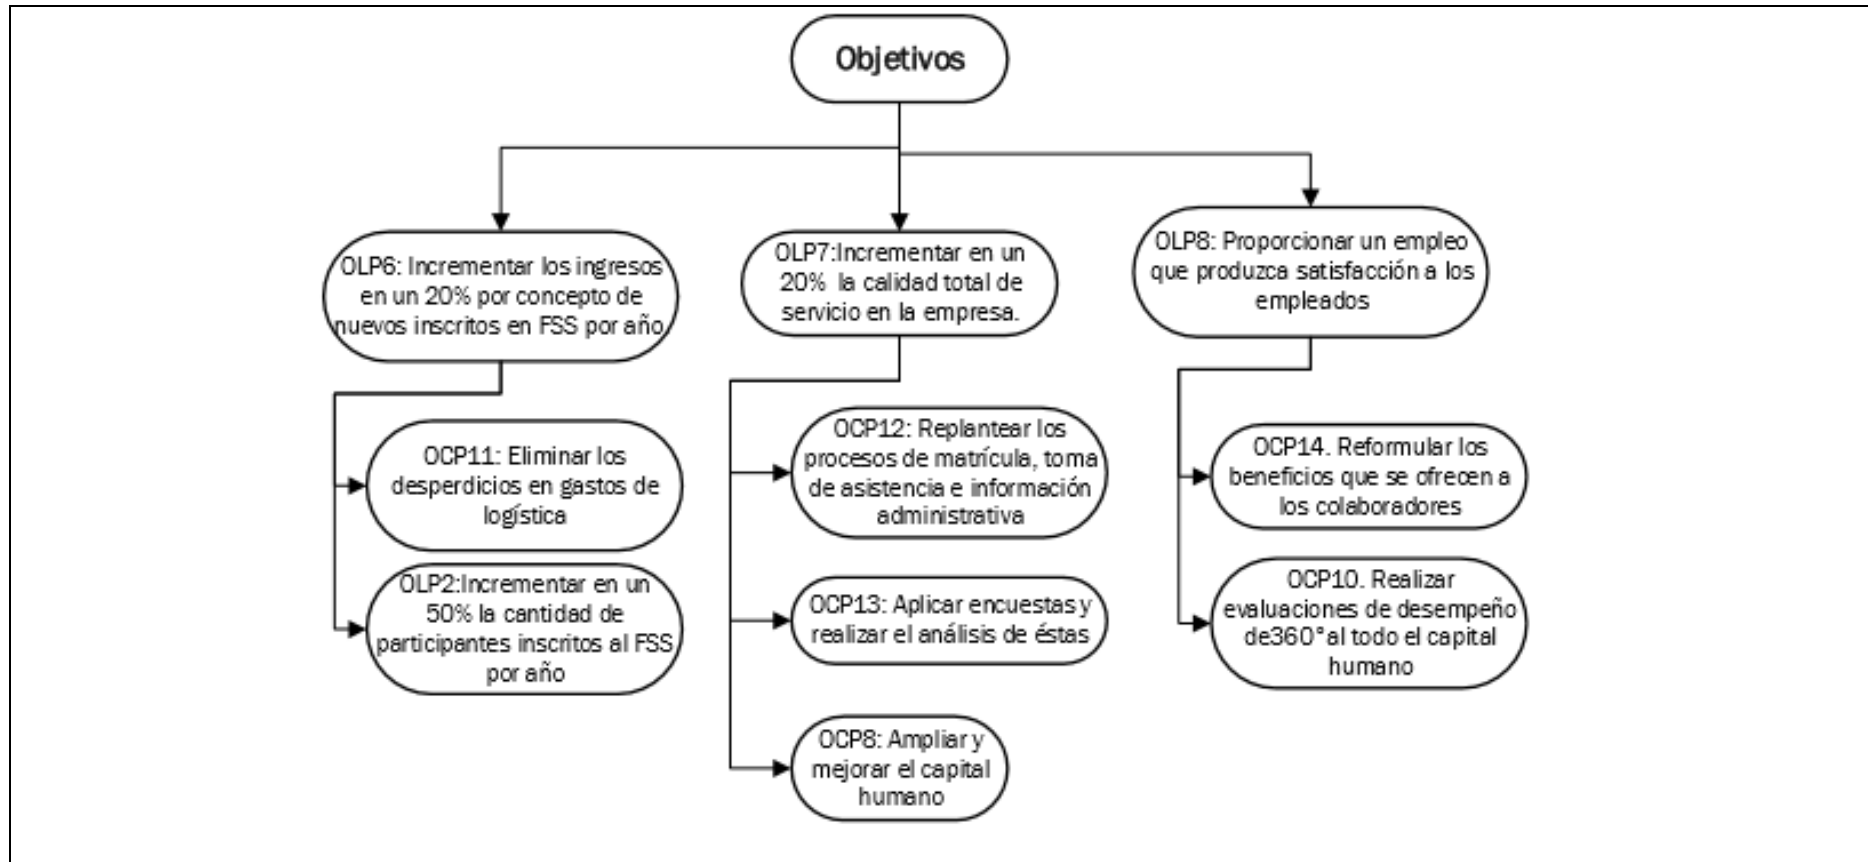 Objetivos
OLP6: Incrementar los ingresos
en un 20% por concepto de
nuevos inscritos en FSS por año.
OCP11: Eliminar los
desperdicios en gastos de
logística
OLP2:Incrementar en un
50% la cantidad de
participantes inscritos al FSS
por año
OLP7:Incrementar en un
20% la calidad total de
servicio en la empresa.
OCP12: Replantear los
procesos de matrícula, toma
de asistencia e información
administrativa
OCP13: Aplicar encuestas y
realizar el análisis de éstas
OCP8: Ampliar y
mejorar el capital
humano
OLP8: Proporcionar un empleo
que produzca satisfacción a los
empleados
OCP14. Reformular los
beneficios que se ofrecen a
los colaboradores
OCP10. Realizar
evaluaciones de desempeño
de360°al todo el capital
humano